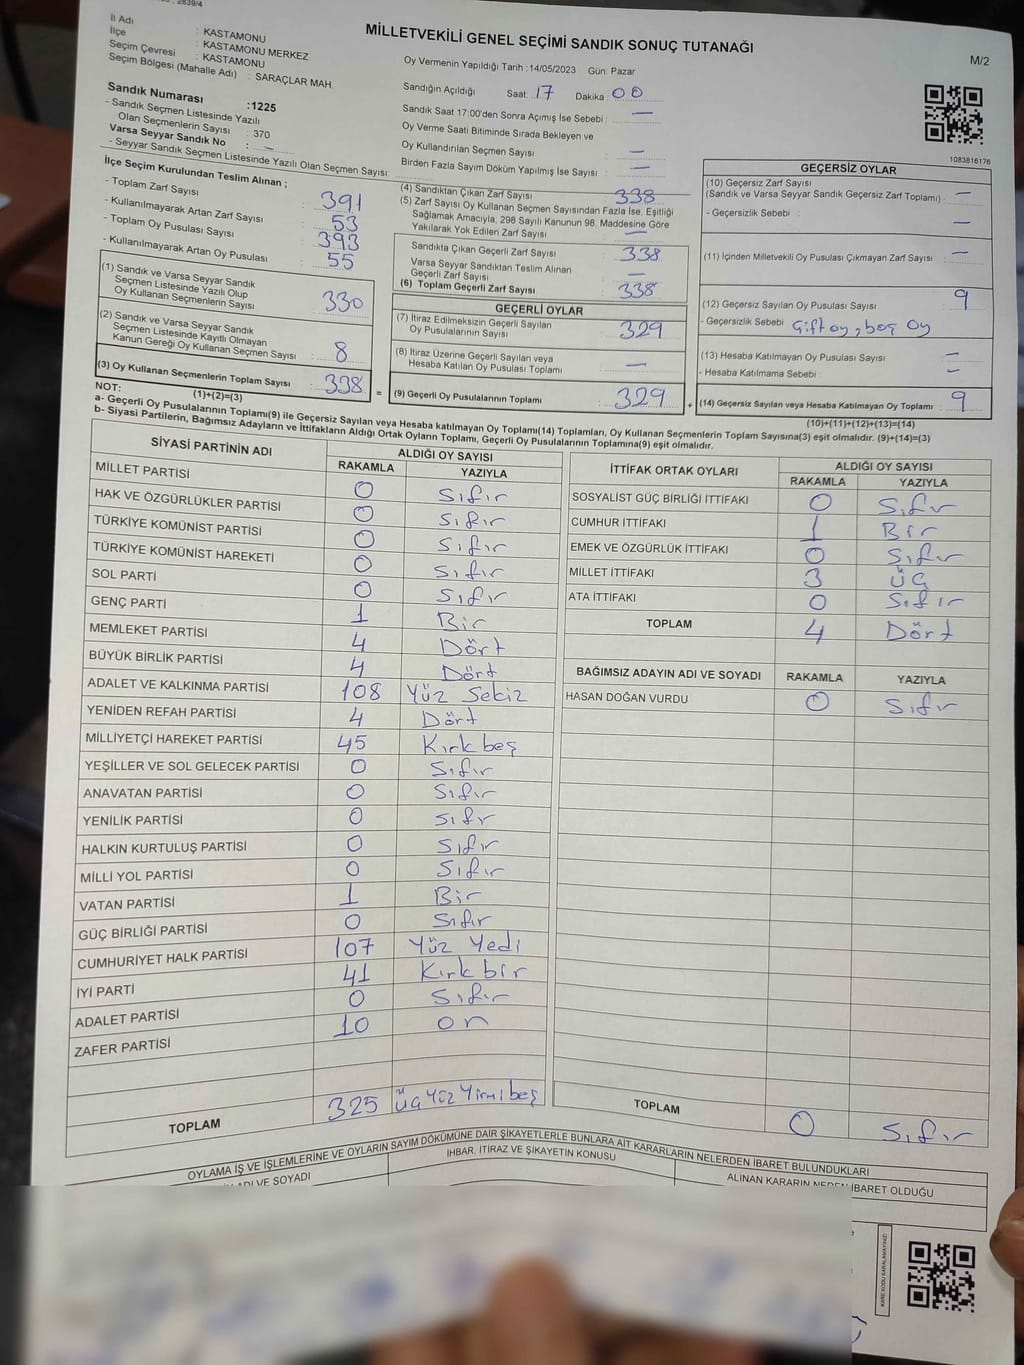 2839/4
MİLLETVEKİLİ GENEL SEÇİMİ SANDIK SONUÇ TUTANAĞI
M/2
İl Adı : KASTAMONU
İlçe : KASTAMONU MERKEZ
Seçim Çevresi : KASTAMONU
Seçim Bölgesi (Mahalle Adı) : SARAÇLAR MAH.
Sandık Numarası :1225
- Sandık Seçmen Listesinde Yazılı
Olan Seçmenlerin Sayısı : 370
Varsa Seyyar Sandık No : -
- Seyyar Sandık Seçmen Listesinde Yazılı Olan Seçmen Sayısı:
Oy Vermenin Yapıldığı Tarih :14/05/2023 Gün: Pazar
Sandığın Açıldığı Saat: 17 Dakika : 00
Sandık Saat 17:00'den Sonra Açımış İse Sebebi : -
Oy Verme Saati Bitiminde Sırada Bekleyen ve
Oy Kullandırılan Seçmen Sayısı : -
Birden Fazla Sayım Döküm Yapılmış İse Sayısı : -
1083816176
İlçe Seçim Kurulundan Teslim Alınan ;
- Toplam Zarf Sayısı : 391
- Kullanılmayarak Artan Zarf Sayısı : 53
- Toplam Oy Pusulası Sayısı : 393
- Kullanılmayarak Artan Oy Pusulası : 55
(1) Sandık ve Varsa Seyyar Sandık
Seçmen Listesinde Yazılı Olup
Oy Kullanan Seçmenlerin Sayısı : 330
(2) Sandık ve Varsa Seyyar Sandık
Seçmen Listesinde Kayıtlı Olmayan
Kanun Gereği Oy Kullanan Seçmen Sayısı : 8
(3) Oy Kullanan Seçmenlerin Toplam Sayısı : 338
(1)+(2)=(3)
(4) Sandıktan Çıkan Zarf Sayısı : 338
(5) Zarf Sayısı Oy Kullanan Seçmen Sayısından Fazla İse, Eşitliği
Sağlamak Amacıyla, 298 Sayılı Kanunun 98. Maddesine Göre
Yakılarak Yok Edilen Zarf Sayısı : -
Sandıkta Çıkan Geçerli Zarf Sayısı : 338
Varsa Seyyar Sandıktan Teslim Alınan
Geçerli Zarf Sayısı : -
(6) Toplam Geçerli Zarf Sayısı : 338
GEÇERLİ OYLAR
(7) İtiraz Edilmeksizin Geçerli Sayılan
Oy Pusulalarının Sayısı : 329
(8) İtiraz Üzerine Geçerli Sayılan veya
Hesaba Katılan Oy Pusulası Toplamı : -
= (9) Geçerli Oy Pusulalarının Toplamı : 329
GEÇERSİZ OYLAR
(10) Geçersiz Zarf Sayısı
(Sandık ve Varsa Seyyar Sandık Geçersiz Zarf Toplamı) : -
- Geçersizlik Sebebi : -
(11) İçinden Milletvekili Oy Pusulası Çıkmayan Zarf Sayısı : -
(12) Geçersiz Sayılan Oy Pusulası Sayısı : 9
- Geçersizlik Sebebi : Çift oy, boş oy
(13) Hesaba Katılmayan Oy Pusulası Sayısı : -
- Hesaba Katılmama Sebebi : -
+ (14) Geçersiz Sayılan veya Hesaba Katılmayan Oy Toplamı : 9
(10)+(11)+(12)+(13)=(14)
NOT:
a- Geçerli Oy Pusulalarının Toplamı(9) ile Geçersiz Sayılan veya Hesaba katılmayan Oy Toplamı(14) Toplamları, Oy Kullanan Seçmenlerin Toplam Sayısına(3) eşit olmalıdır. (9)+(14)=(3)
b- Siyasi Partilerin, Bağımsız Adayların ve İttifakların Aldığı Ortak Oyların Toplamı, Geçerli Oy Pusulalarının Toplamına(9) eşit olmalıdır.
SİYASİ PARTİNİN ADI ALDIĞI OY SAYISI
RAKAMLA YAZIYLA
MİLLET PARTİSİ 0 Sıfır
HAK VE ÖZGÜRLÜKLER PARTİSİ 0 Sıfır
TÜRKİYE KOMÜNİST PARTİSİ 0 Sıfır
TÜRKİYE KOMÜNİST HAREKETİ 0 Sıfır
SOL PARTİ 0 Sıfır
GENÇ PARTİ 1 Bir
MEMLEKET PARTİSİ 4 Dört
BÜYÜK BİRLİK PARTİSİ 4 Dört
ADALET VE KALKINMA PARTİSİ 108 Yüz Sekiz
YENİDEN REFAH PARTİSİ 4 Dört
MİLLİYETÇİ HAREKET PARTİSİ 45 Kırk beş
YEŞİLLER VE SOL GELECEK PARTİSİ 0 Sıfır
ANAVATAN PARTİSİ 0 Sıfır
YENİLİK PARTİSİ 0 Sıfır
HALKIN KURTULUŞ PARTİSİ 0 Sıfır
MİLLİ YOL PARTİSİ 0 Sıfır
VATAN PARTİSİ 1 Bir
GÜÇ BİRLİĞİ PARTİSİ 0 Sıfır
CUMHURİYET HALK PARTİSİ 107 Yüz Yedi
İYİ PARTİ 41 Kırk bir
ADALET PARTİSİ 0 Sıfır
ZAFER PARTİSİ 10 on
TOPLAM 325 Üç Yüz Yirmi beş
İTTİFAK ORTAK OYLARI ALDIĞI OY SAYISI
RAKAMLA YAZIYLA
SOSYALİST GÜÇ BİRLİĞİ İTTİFAKI 0 Sıfır
CUMHUR İTTİFAKI 1 Bir
EMEK VE ÖZGÜRLÜK İTTİFAKI 0 Sıfır
MİLLET İTTİFAKI 3 Üç
ATA İTTİFAKI 0 Sıfır
TOPLAM 4 Dört
BAĞIMSIZ ADAYIN ADI VE SOYADI RAKAMLA YAZIYLA
HASAN DOĞAN VURDU 0 Sıfır
TOPLAM 0 Sıfır
OYLAMA İŞ VE İŞLEMLERİNE VE OYLARIN SAYIM DÖKÜMÜNE DAİR ŞİKAYETLERLE BUNLARA AİT KARARLARIN NELERDEN İBARET BULUNDUKLARI
ADI VE SOYADI İHBAR, İTİRAZ VE ŞİKAYETİN KONUSU ALINAN KARARIN NEDEN İBARET OLDUĞU
KARE KODU KARALAMAYINIZ!